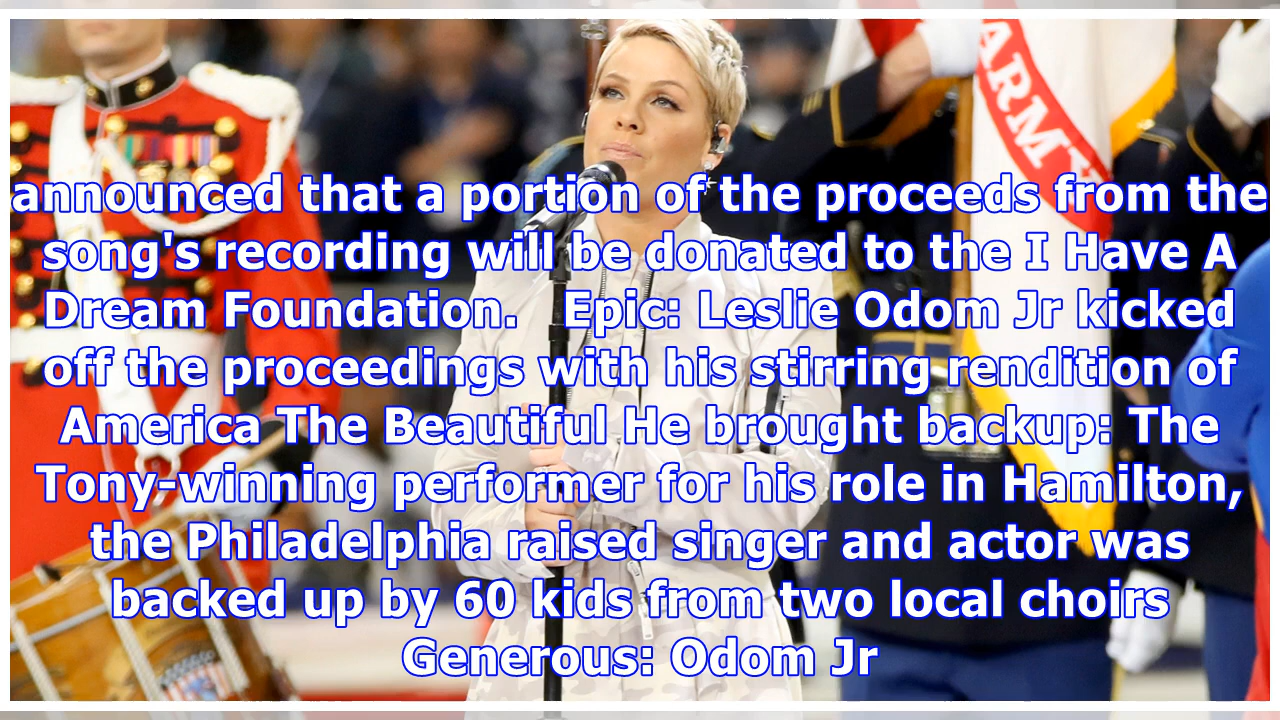 ARMY
announced that a portion of the proceeds from the
song's recording will be donated to the I Have A
Dream Foundation.   Epic: Leslie Odom Jr kicked
off the proceedings with his stirring rendition of
America The Beautiful He brought backup: The
Tony-winning performer for his role in Hamilton,
the Philadelphia raised singer and actor was
backed up by 60 kids from two local choirs
Generous: Odom Jr